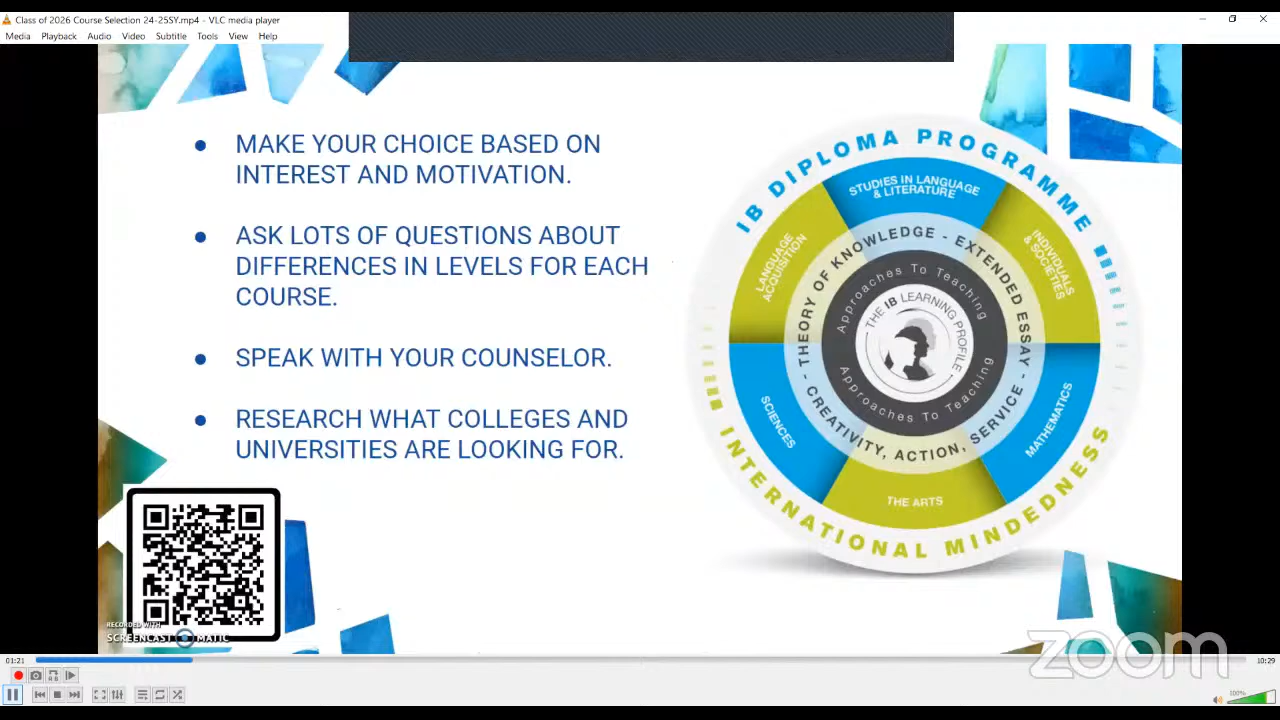 Class of 2026 Course Selection 24-25SY.mp4 - VLC media player
Media Playback Audio Video Subtitle Tools View Help
● MAKE YOUR CHOICE BASED ON
INTEREST AND MOTIVATION.
● ASK LOTS OF QUESTIONS ABOUT
DIFFERENCES IN LEVELS FOR EACH
COURSE.
● SPEAK WITH YOUR COUNSELOR.
● RESEARCH WHAT COLLEGES AND
UNIVERSITIES ARE LOOKING FOR.
IB DIPLOMA PROGRAMME
STUDIES IN LANGUAGE
& LITERATURE
LANGUAGE
ACQUISITION
INDIVIDUALS
& SOCIETIES
- THEORY OF KNOWLEDGE - EXTENDED ESSAY -
Approaches To Teaching
THE IB LEARNING PROFILE
Approaches To Teaching
CREATIVITY, ACTION, SERVICE
SCIENCES
MATHEMATICS
THE ARTS
INTERNATIONAL MINDEDNESS
RECORDED WITH
SCREENCAST MATIC
zoom
01:21
10:29
100%